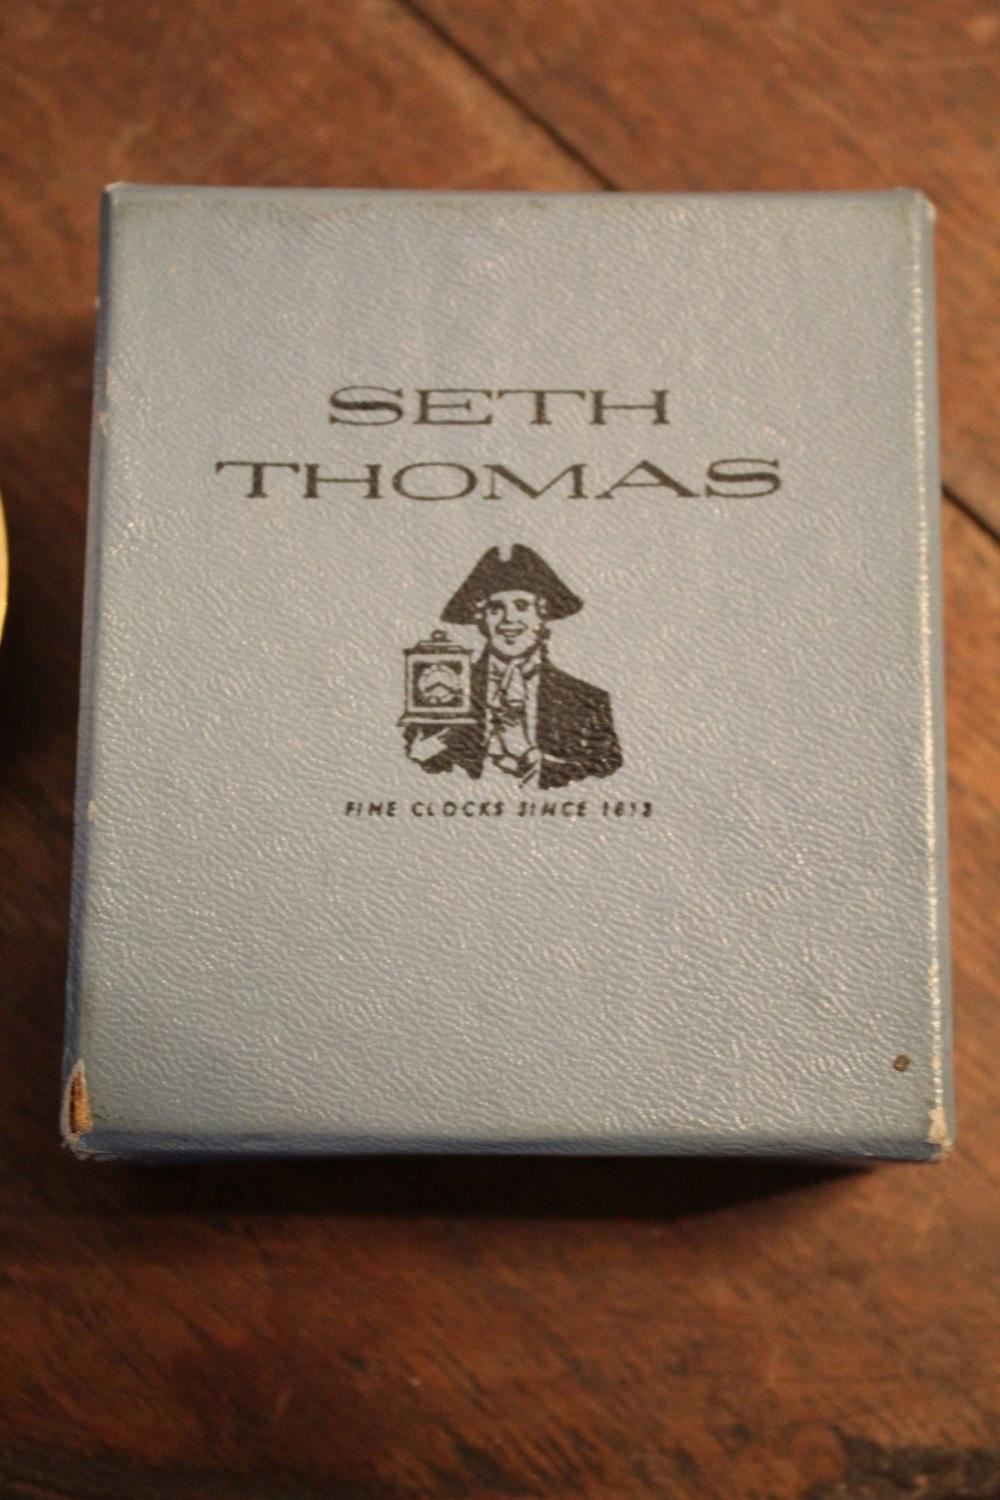 SETH
THOMAS
FINE CLOCKS SINCE 1813